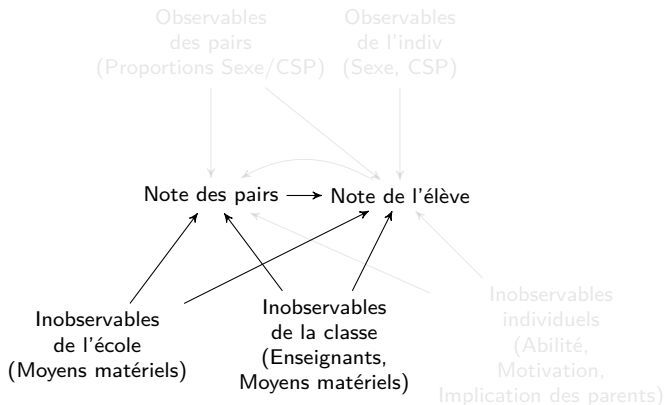 Observables
des pairs
(Proportions Sexe/CSP)
Observables
de l'indiv
(Sexe, CSP)
Note des pairs
Note de l'élève
Inobservables
de l'école
(Moyens matériels)
Inobservables
de la classe
(Enseignants,
Moyens matériels)
Inobservables
individuels
(Abilité,
Motivation,
Implication des parents)